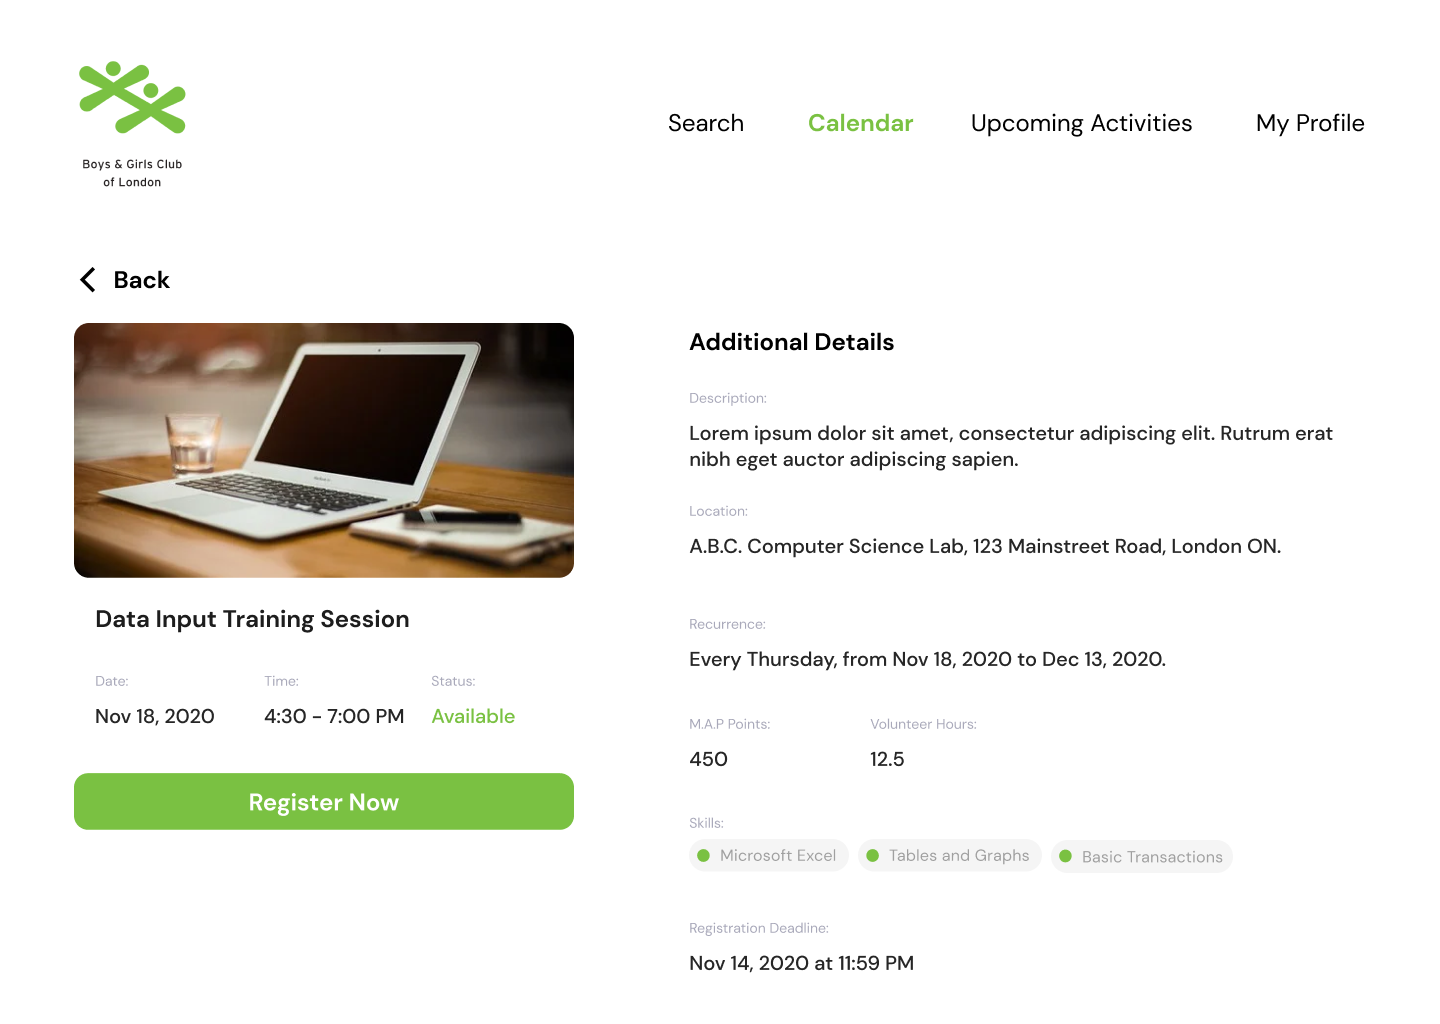 Boys & Girls Club
of London
Search
Calendar
Upcoming Activities
My Profile
Back
Data Input Training Session
Date:
Time:
Status:
Nov 18, 2020
4:30 - 7:00 PM
Available
Register Now
Additional Details
Description:
Lorem ipsum dolor sit amet, consectetur adipiscing elit. Rutrum erat
nibh eget auctor adipiscing sapien.
Location:
A.B.C. Computer Science Lab, 123 Mainstreet Road, London ON.
Recurrence:
Every Thursday, from Nov 18, 2020 to Dec 13, 2020.
M.A.P Points:
Volunteer Hours:
450
12.5
Skills:
Microsoft Excel
Tables and Graphs
Basic Transactions
Registration Deadline:
Nov 14, 2020 at 11:59 PM